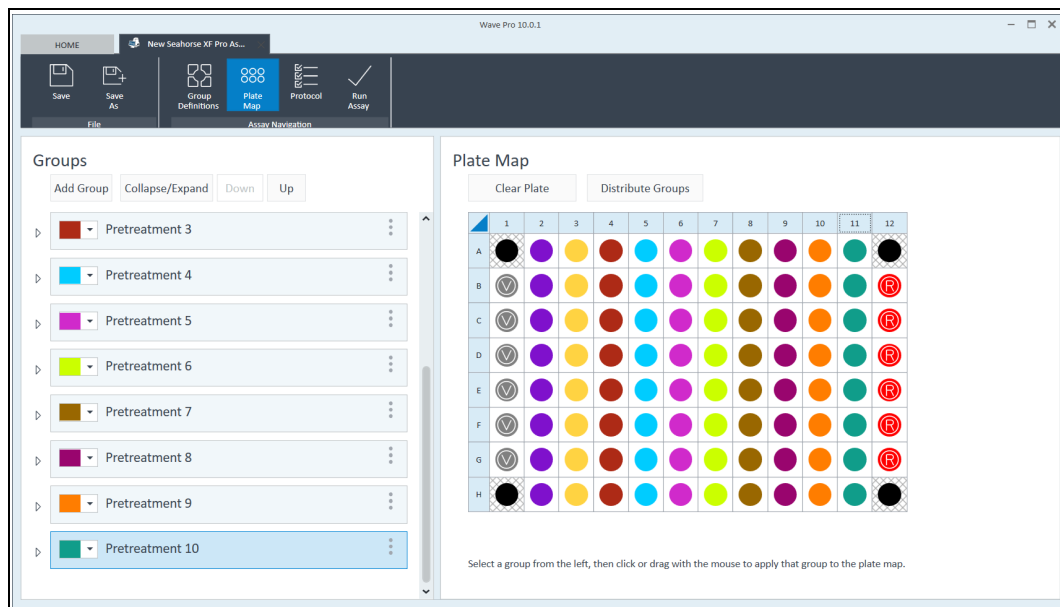 Wave Pro 10.0.1
HOME
New Seahorse XF Pro As...
Save
Save As
Group Definitions
Plate Map
Protocol
Run Assay
File
Assay Navigation
Groups
Add Group
Collapse/Expand
Down
Up
Pretreatment 3
Pretreatment 4
Pretreatment 5
Pretreatment 6
Pretreatment 7
Pretreatment 8
Pretreatment 9
Pretreatment 10
Plate Map
Clear Plate
Distribute Groups
1 2 3 4 5 6 7 8 9 10 11 12
A
B V R
C V R
D V R
E V R
F V R
G V R
H
Select a group from the left, then click or drag with the mouse to apply that group to the plate map.